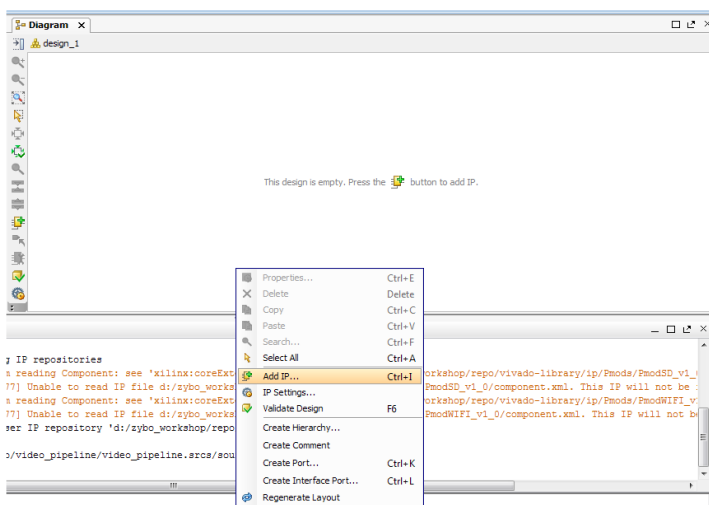 Diagram ×
design_1
This design is empty. Press the button to add IP.
Properties... Ctrl+E
Delete Delete
Copy Ctrl+C
Paste Ctrl+V
Search... Ctrl+F
Select All Ctrl+A
Add IP... Ctrl+I
IP Settings...
Validate Design F6
Create Hierarchy...
Create Comment
Create Port... Ctrl+K
Create Interface Port... Ctrl+L
Regenerate Layout
g IP repositories
n reading Component: see 'xilinx:coreExt orkshop/repo/vivado-library/ip/Pmods/PmodSD_v1_
77] Unable to read IP file d:/zybo_works PmodSD_v1_0/component.xml. This IP will not be
n reading Component: see 'xilinx:coreExt orkshop/repo/vivado-library/ip/Pmods/PmodWIFI_v
77] Unable to read IP file d:/zybo_works PmodWIFI_v1_0/component.xml. This IP will not b
ser IP repository 'd:/zybo_workshop/repo
o/video_pipeline/video_pipeline.srcs/sou